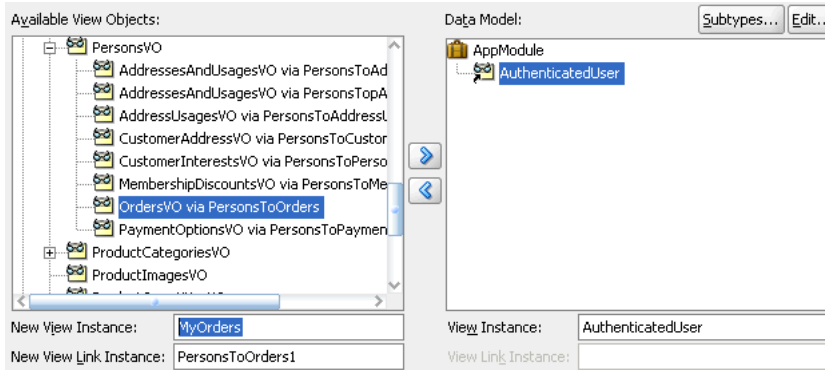 Available View Objects:
PersonsVO
AddressesAndUsagesVO via PersonsToAd
AddressesAndUsagesVO via PersonsTopA
AddressUsagesVO via PersonsToAddressU
CustomerAddressVO via PersonsToCustor
CustomerInterestsVO via PersonsToPerso
MembershipDiscountsVO via PersonsToMe
OrdersVO via PersonsToOrders
PaymentOptionsVO via PersonsToPaymen
ProductCategoriesVO
ProductImagesVO
New View Instance: MyOrders
New View Link Instance: PersonsToOrders1
Data Model:
Subtypes... Edit..
AppModule
AuthenticatedUser
View Instance: AuthenticatedUser
View Link Instance: